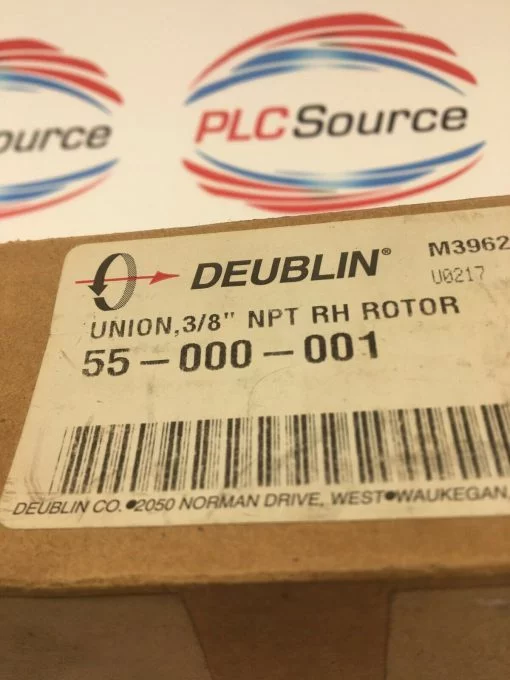 ource
PLCSource
DEUBLIN®
M3962
U0217
UNION,3/8" NPT RH ROTOR
55-000-001
DEUBLIN CO.•2050 NORMAN DRIVE, WEST•WAUKEGAN,